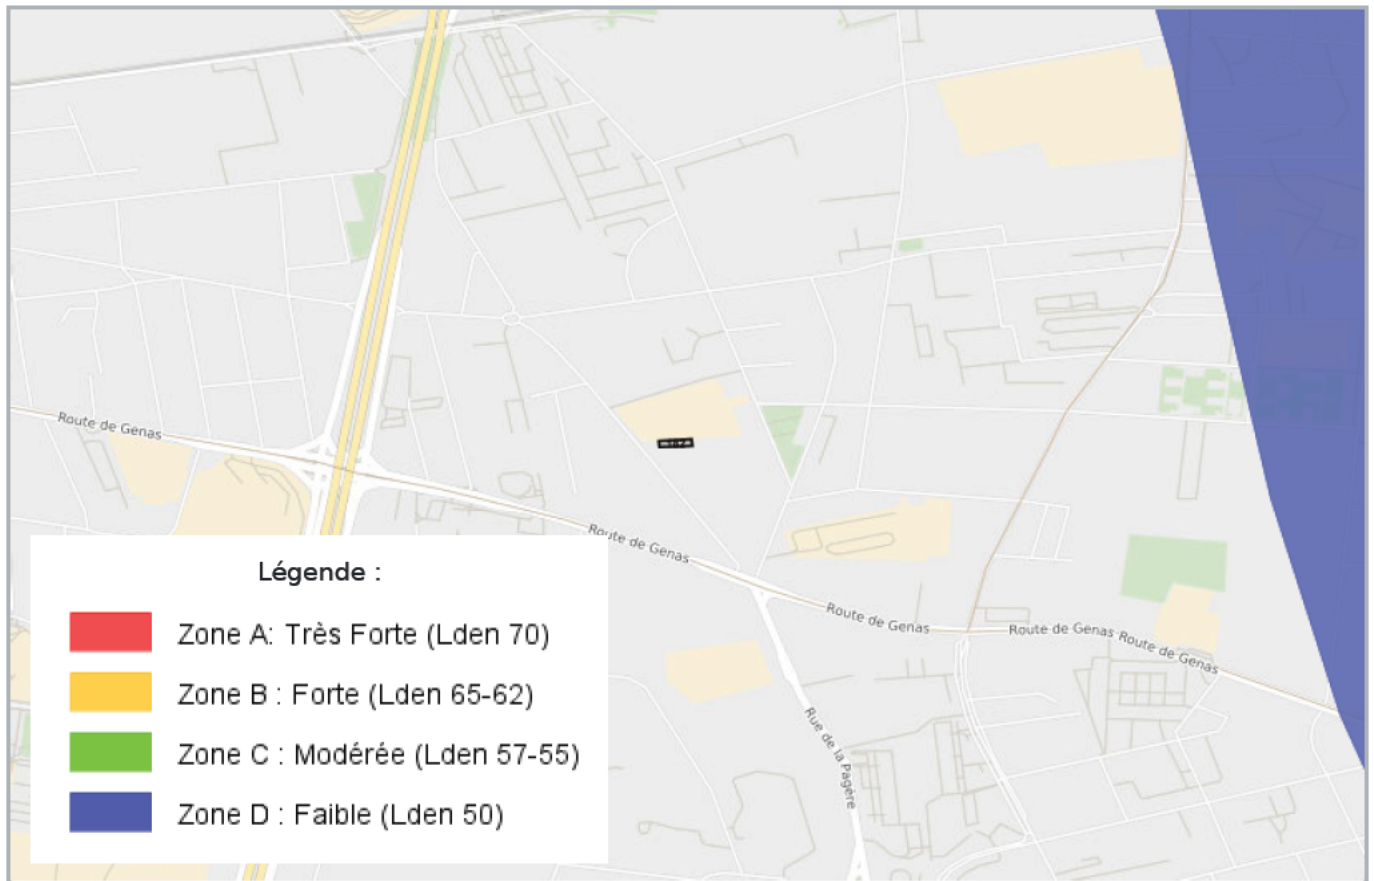 Route de Genas
Route de Genas
Route de Genas
Route de Genas
Route de Genas
Rue de la Pagère
Légende :
Zone A: Très Forte (Lden 70)
Zone B : Forte (Lden 65-62)
Zone C : Modérée (Lden 57-55)
Zone D : Faible (Lden 50)